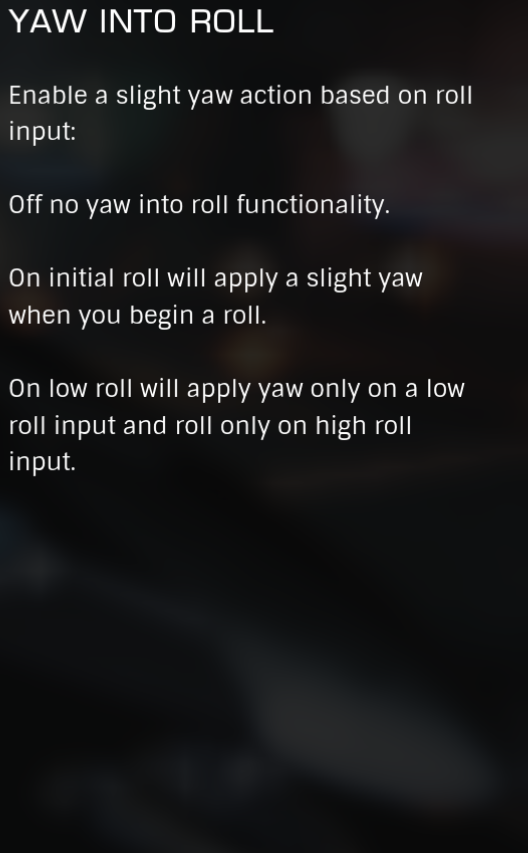 YAW INTO ROLL
Enable a slight yaw action based on roll
input:
Off no yaw into roll functionality.
On initial roll will apply a slight yaw
when you begin a roll.
On low roll will apply yaw only on a low
roll input and roll only on high roll
input.